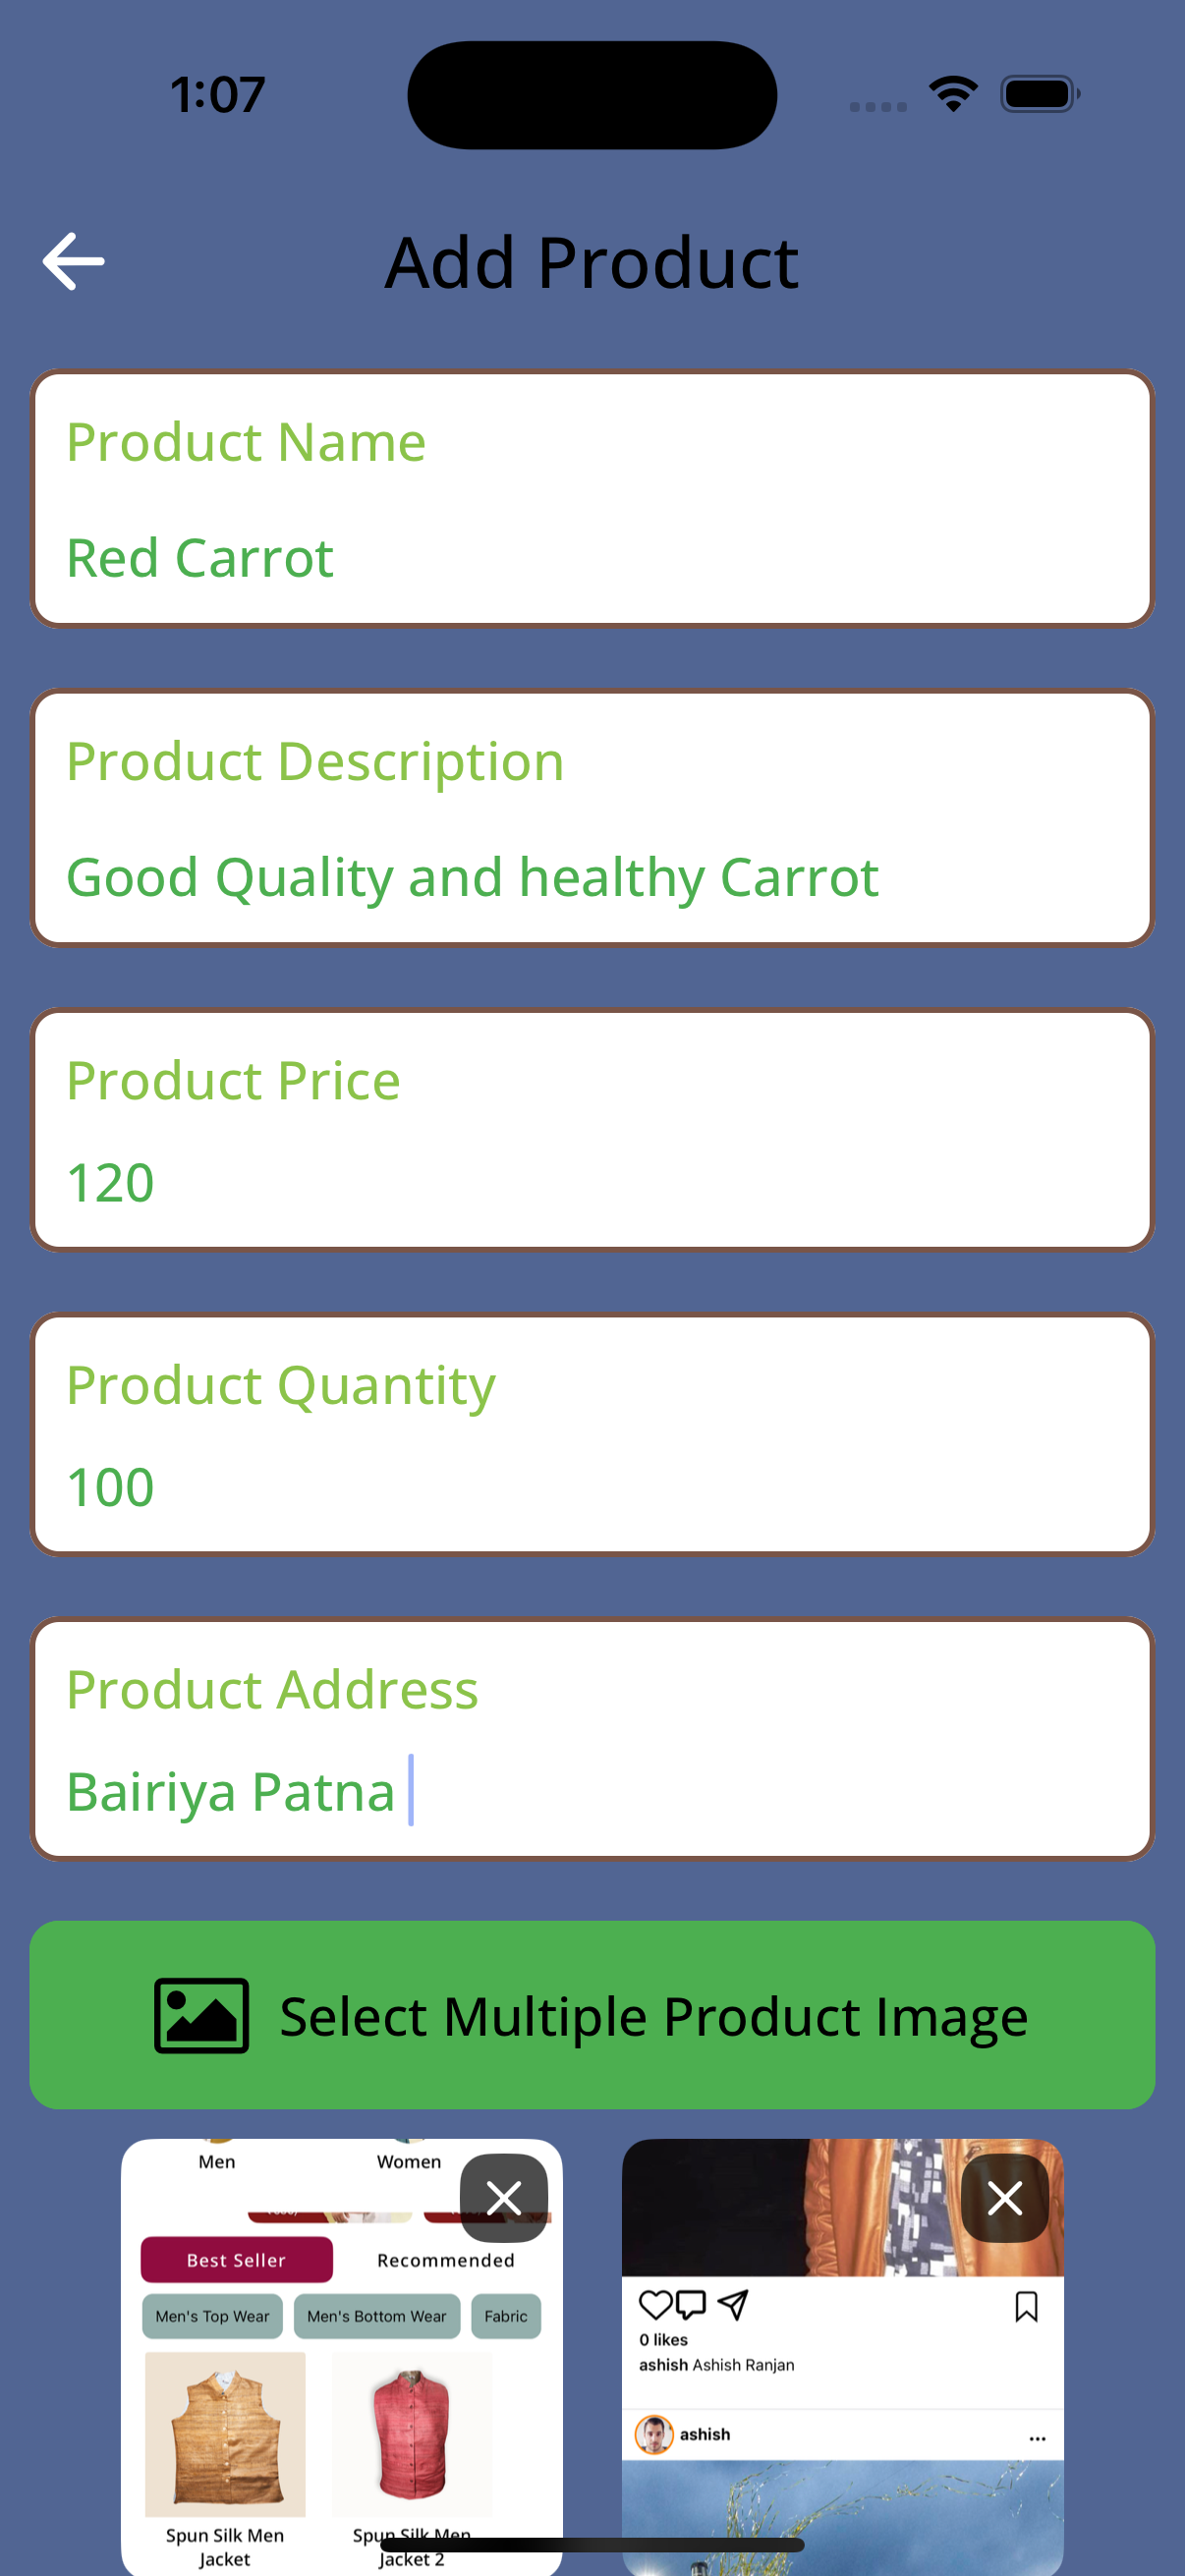 1:07
Add Product
Product Name
Red Carrot
Product Description
Good Quality and healthy Carrot
Product Price
120
Product Quantity
100
Product Address
Bairiya Patna
Select Multiple Product Image
Men Women
Best Seller Recommended
Men's Top Wear Men's Bottom Wear Fabric
Spun Silk Men Spun Silk Men
Jacket Jacket 2
0 likes
ashish Ashish Ranjan
ashish